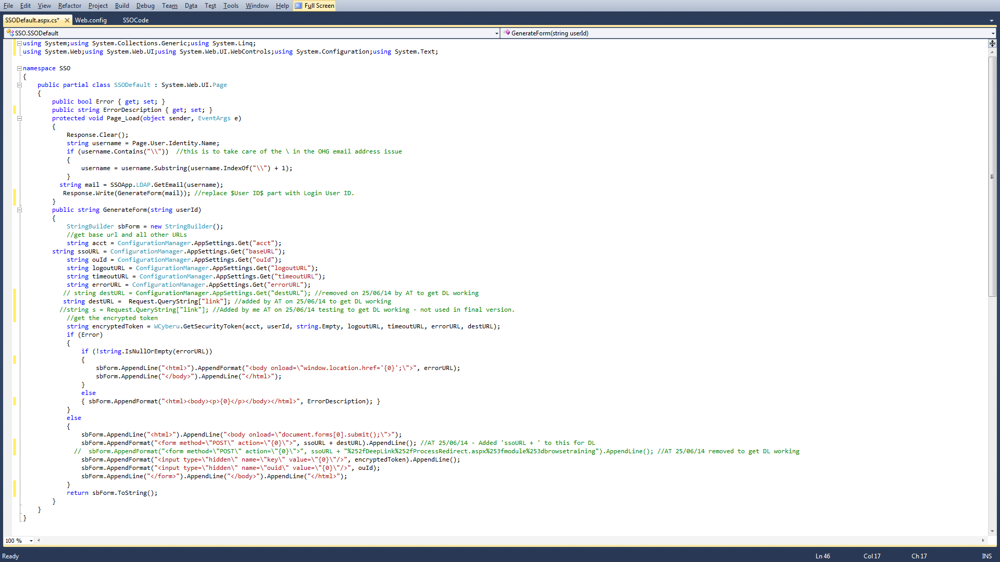 File Edit View Refactor Project Build Debug Team Data Test Tools Window Help Full Screen
SSODefault.aspx.cs* Web.config SSOCode
SSO.SSODefault GenerateForm(string userId)
using System;using System.Collections.Generic;using System.Linq;
using System.Web;using System.Web.UI;using System.Web.UI.WebControls;using System.Configuration;using System.Text;
namespace SSO
{
public partial class SSODefault : System.Web.UI.Page
{
public bool Error { get; set; }
public string ErrorDescription { get; set; }
protected void Page_Load(object sender, EventArgs e)
{
Response.Clear();
string username = Page.User.Identity.Name;
if (username.Contains("\\"))  //this is to take care of the \ in the OHG email address issue
{
username = username.Substring(username.IndexOf("\\") + 1);
}
string mail = SSOApp.LDAP.GetEmail(username);
Response.Write(GenerateForm(mail)); //replace $User ID$ part with Login User ID.
}
public string GenerateForm(string userId)
{
StringBuilder sbForm = new StringBuilder();
//get base url and all other URLs
string acct = ConfigurationManager.AppSettings.Get("acct");
string ssoURL = ConfigurationManager.AppSettings.Get("baseURL");
string ouId = ConfigurationManager.AppSettings.Get("ouId");
string logoutURL = ConfigurationManager.AppSettings.Get("logoutURL");
string timeoutURL = ConfigurationManager.AppSettings.Get("timeoutURL");
string errorURL = ConfigurationManager.AppSettings.Get("errorURL");
// string destURL = ConfigurationManager.AppSettings.Get("destURL"); //removed on 25/06/14 by AT to get DL working
string destURL =  Request.QueryString["link"]; //added by AT on 25/06/14 to get DL working
//string s = Request.QueryString["link"]; //Added by me AT on 25/06/14 testing to get DL working - not used in final version.
//get the encrypted token
string encryptedToken = WCyberu.GetSecurityToken(acct, userId, string.Empty, logoutURL, timeoutURL, errorURL, destURL);
if (Error)
{
if (!string.IsNullOrEmpty(errorURL))
{
sbForm.AppendLine("<html>").AppendFormat("<body onload=\"window.location.href='{0}';\">", errorURL);
sbForm.AppendLine("</body>").AppendLine("</html>");
}
else
{ sbForm.AppendFormat("<html><body><p>{0}</p></body></html>", ErrorDescription); }
}
else
{
sbForm.AppendLine("<html>").AppendLine("<body onload=\"document.forms[0].submit();\">");
sbForm.AppendFormat("<form method=\"POST\" action=\"{0}\">", ssoURL + destURL).AppendLine(); //AT 25/06/14 - Added 'ssoURL + ' to this for DL
//  sbForm.AppendFormat("<form method=\"POST\" action=\"{0}\">", ssoURL + "%252fDeepLink%252fProcessRedirect.aspx%253fmodule%253dbrowsetraining").AppendLine(); //AT 25/06/14 removed to get DL working
sbForm.AppendFormat("<input type=\"hidden\" name=\"key\" value=\"{0}\"/>", encryptedToken).AppendLine();
sbForm.AppendFormat("<input type=\"hidden\" name=\"ouid\" value=\"{0}\"/>", ouId);
sbForm.AppendLine("</form>").AppendLine("</body>").AppendLine("</html>");
}
return sbForm.ToString();
}
}
}
100 %
Ready Ln 46 Col 17 Ch 17 INS